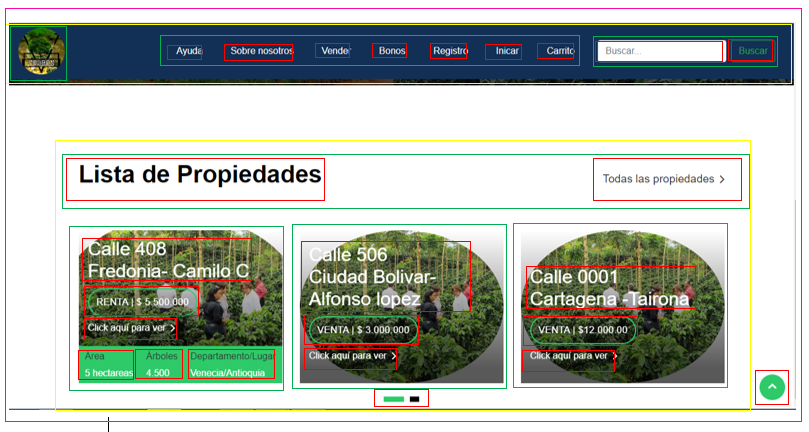 Ayuda Sobre nosotros Vender Bonos Registro Inicar Carrito Buscar... Buscar
Lista de Propiedades
Todas las propiedades
Calle 408
Fredonia- Camilo C
RENTA | $ 5.500.000
Click aquí para ver
Área Árboles Departamento/Lugar
5 hectareas 4.500 Venecia/Antioquia
Calle 506
Ciudad Bolivar-
Alfonso lopez
VENTA | $ 3.000.000
Click aquí para ver
Calle 0001
Cartagena -Tairona
VENTA | $12.000.00
Click aquí para ver